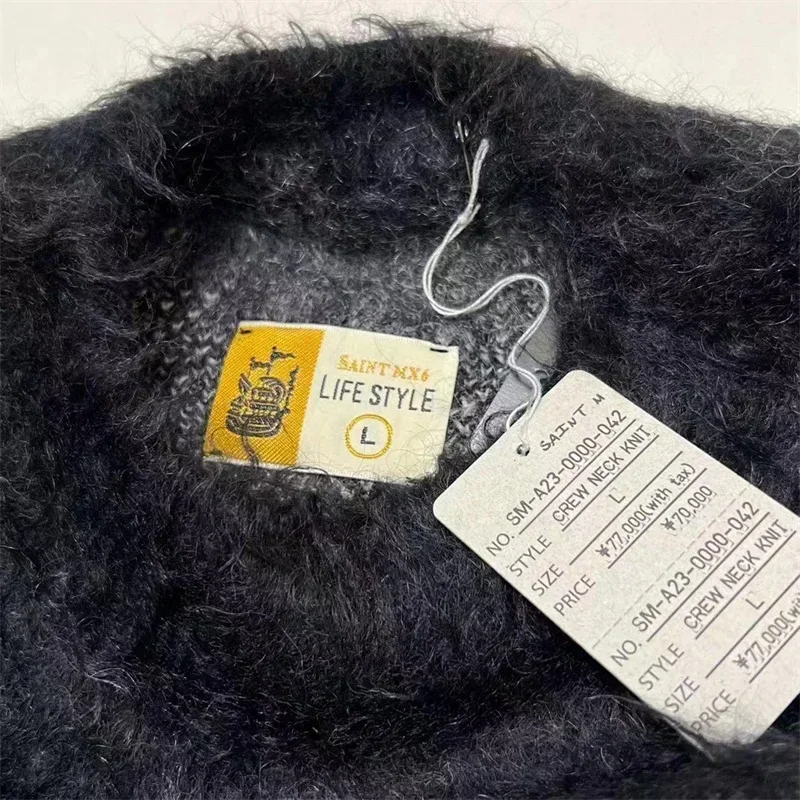 SAINT MX6
LIFE STYLE
L
SAINT M
NO. SM-A23-0000-042
STYLE CREW NECK KNIT
SIZE L
PRICE ¥77,000(with tax)
¥70,000
NO. SM-A23-0000-042
STYLE CREW NECK KNIT
SIZE L
PRICE ¥77,000(with